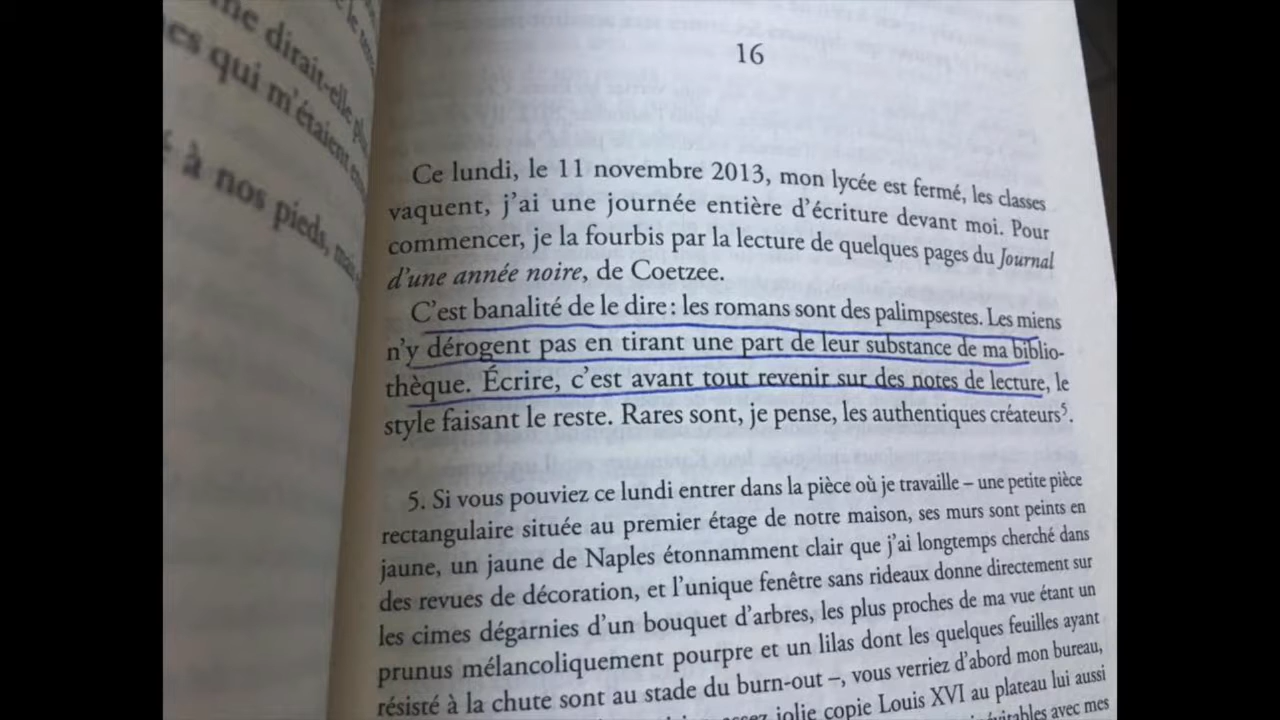 dirait-elle
qui m'étaient
à nos pieds, mais
16
Ce lundi, le 11 novembre 2013, mon lycée est fermé, les classes
vaquent, j'ai une journée entière d'écriture devant moi. Pour
commencer, je la fourbis par la lecture de quelques pages du Journal
d'une année noire, de Coetzee.
C'est banalité de le dire : les romans sont des palimpsestes. Les miens
n'y dérogent pas en tirant une part de leur substance de ma biblio-
thèque. Écrire, c'est avant tout revenir sur des notes de lecture, le
style faisant le reste. Rares sont, je pense, les authentiques créateurs⁵.
5. Si vous pouviez ce lundi entrer dans la pièce où je travaille – une petite pièce
rectangulaire située au premier étage de notre maison, ses murs sont peints en
jaune, un jaune de Naples étonnamment clair que j'ai longtemps cherché dans
des revues de décoration, et l'unique fenêtre sans rideaux donne directement sur
les cimes dégarnies d'un bouquet d'arbres, les plus proches de ma vue étant un
prunus mélancoliquement pourpre et un lilas dont les quelques feuilles ayant
résisté à la chute sont au stade du burn-out –, vous verriez d'abord mon bureau,
jolie copie Louis XVI au plateau lui aussi
avec mes